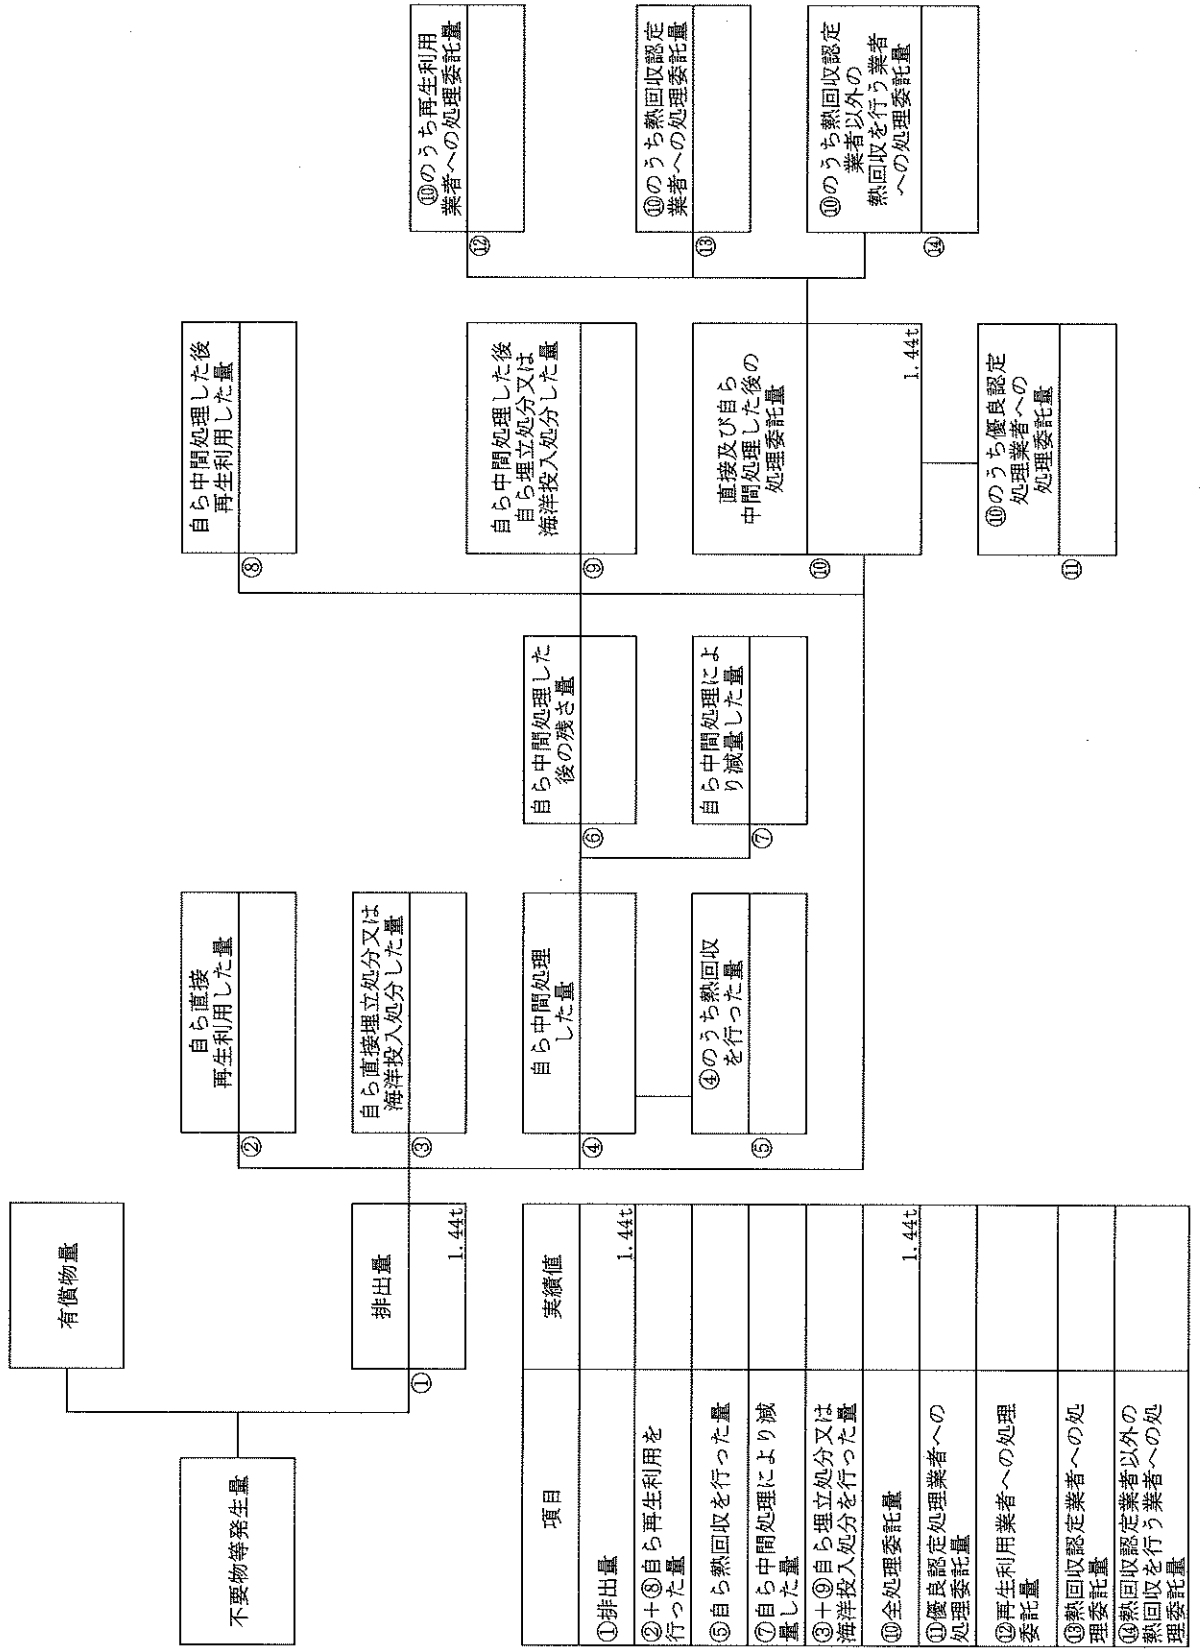 不要物等発生量
有償物量
排出量
①
1.44t
自ら直接
再生利用した量
②
自ら直接埋立処分又は
海洋投入処分した量
③
自ら中間処理
した量
④
④のうち熱回収
を行った量
⑤
自ら中間処理した
後の残さ量
⑥
自ら中間処理によ
り減量した量
⑦
自ら中間処理した後
再生利用した量
⑧
自ら中間処理した後
自ら埋立処分又は
海洋投入処分した量
⑨
直接及び自ら
中間処理した後の
処理委託量
⑩
1.44t
⑩のうち優良認定
処理業者への
処理委託量
⑪
⑩のうち再生利用
業者への処理委託量
⑫
⑩のうち熱回収認定
業者への処理委託量
⑬
⑩のうち熱回収認定
業者以外の
熱回収を行う業者
への処理委託量
⑭
項目
実績値
①排出量
1.44t
②+⑧自ら再生利用を
行った量
⑤自ら熱回収を行った量
⑦自ら中間処理により減
量した量
③+⑨自ら埋立処分又は
海洋投入処分を行った量
⑩全処理委託量
1.44t
⑪優良認定処理業者への
処理委託量
⑫再生利用業者への処理
委託量
⑬熱回収認定業者への処
理委託量
⑭熱回収認定業者以外の
熱回収を行う業者への処
理委託量